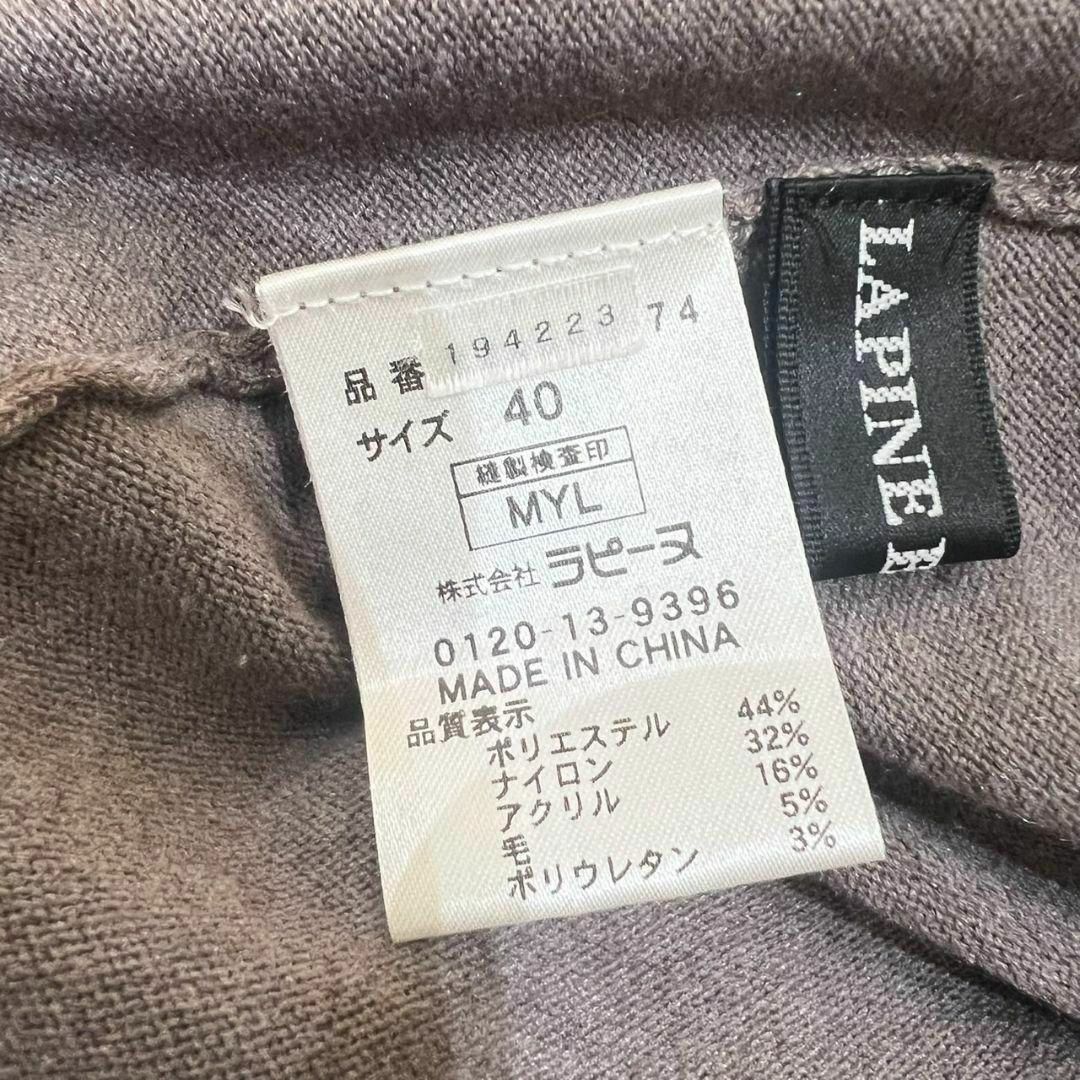 品番 194223 74
サイズ 40
縫製検査印
MYL
株式会社 ラピーヌ
0120-13-9396
MADE IN CHINA
品質表示
ポリエステル 44%
ナイロン 32%
アクリル 16%
毛 5%
ポリウレタン 3%
LAPINE